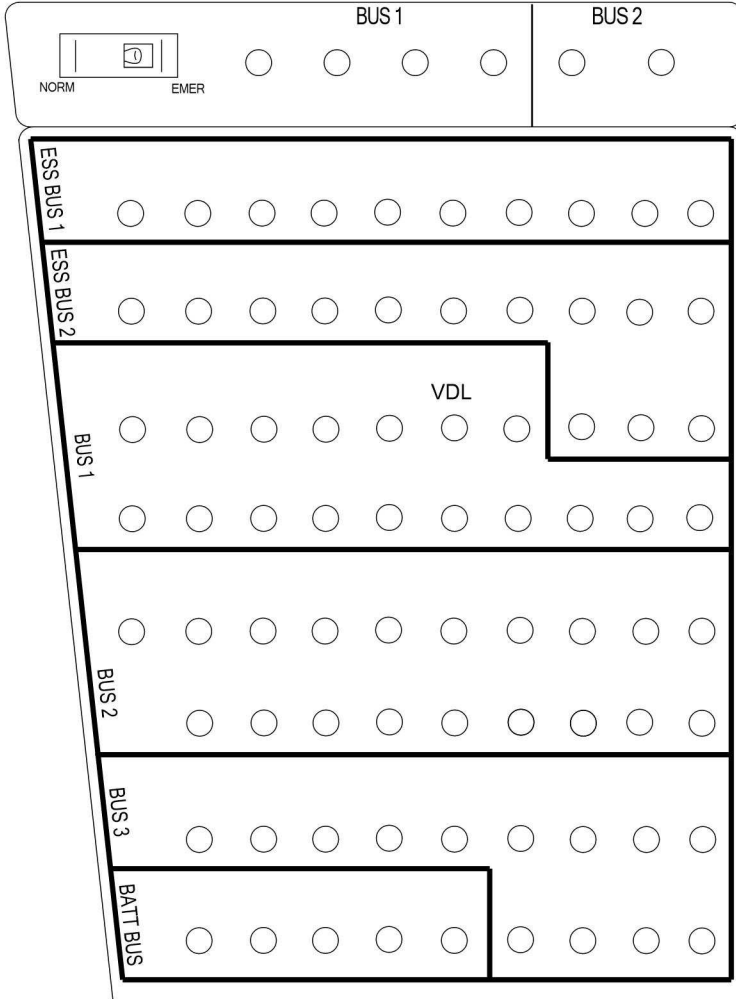 BUS 1
BUS 2
NORM
EMER
ESS BUS 1
ESS BUS 2
VDL
BUS 1
BUS 2
BUS 3
BATT BUS